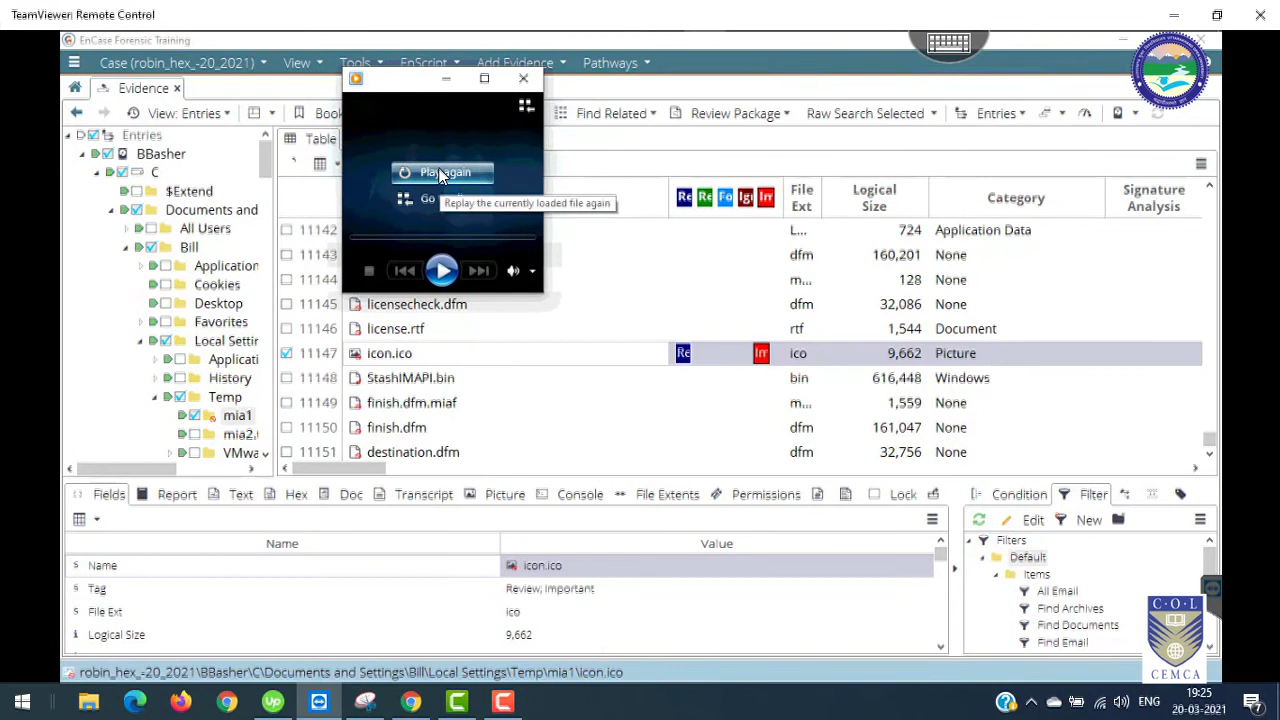 TeamViewer Remote Control
EnCase Forensic Training
Case (robin_hex_-20_2021) View Tools EnScript Add Evidence Pathways
Evidence
View: Entries Find Related Review Package Raw Search Selected Entries
Entries
BBasher
C
$Extend
Documents and
All Users
Bill
Application
Cookies
Desktop
Favorites
Local Settin
Applicati
History
Temp
mia1
mia2.
VMwa
Table
Play again
Go
Replay the currently loaded file again
File Ext Logical Size Category Signature Analysis
11142 L... 724 Application Data
11143 dfm 160,201 None
11144 m... 128 None
11145 licensecheck.dfm dfm 32,086 None
11146 license.rtf rtf 1,544 Document
11147 icon.ico ico 9,662 Picture
11148 StashIMAPI.bin bin 616,448 Windows
11149 finish.dfm.miaf m... 1,559 None
11150 finish.dfm dfm 161,047 None
11151 destination.dfm dfm 32,756 None
Fields Report Text Hex Doc Transcript Picture Console File Extents Permissions Lock
Name Value
Name icon.ico
Tag Review; Important
File Ext ico
Logical Size 9,662
Condition Filter
Edit New
Filters
Default
Items
All Email
Find Archives
Find Documents
Find Email
C·O·L
CEMCA
robin_hex_-20_2021\BBasher\C\Documents and Settings\Bill\Local Settings\Temp\mia1\icon.ico
19:25
20-03-2021